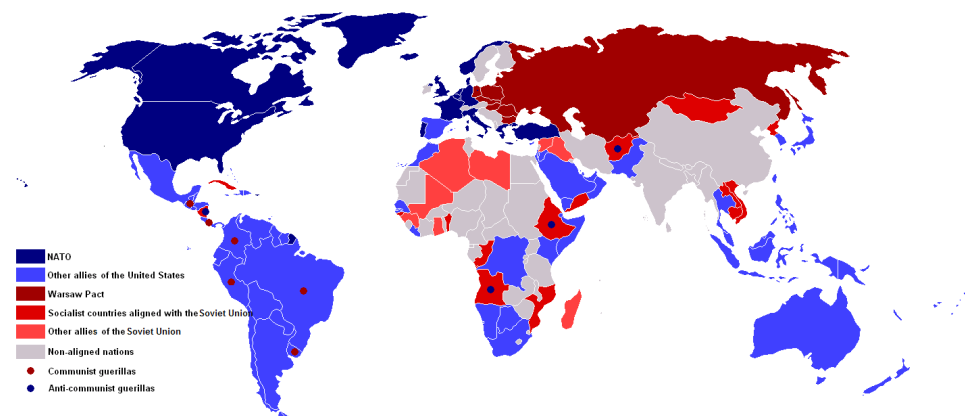 NATO
Other allies of the United States
Warsaw Pact
Socialist countries aligned with the Soviet Union
Other allies of the Soviet Union
Non-aligned nations
Communist guerillas
Anti-communist guerillas